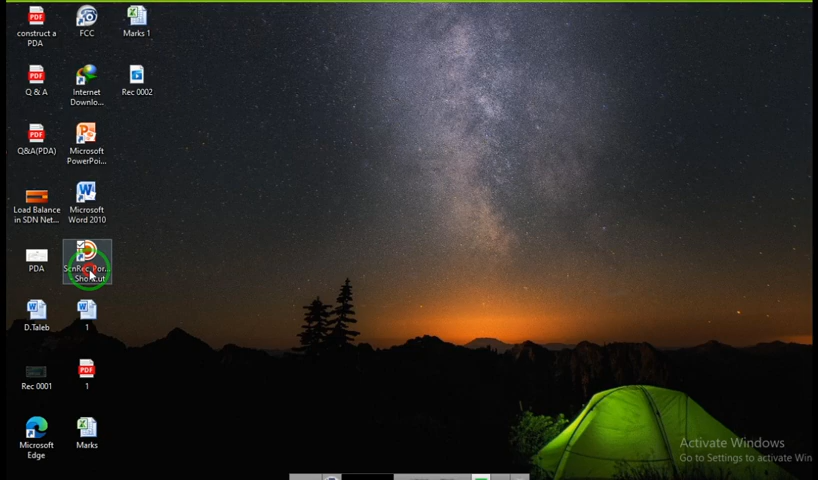 construct a
PDA
FCC
Marks 1
Q & A
Internet
Downlo...
Rec 0002
Q&A(PDA)
Microsoft
PowerPoi...
Load Balance
in SDN Net...
Microsoft
Word 2010
PDA
ScnRec_Por...
D.Taleb
1
Rec 0001
1
Microsoft
Edge
Marks
Activate Windows
Go to Settings to activate Win